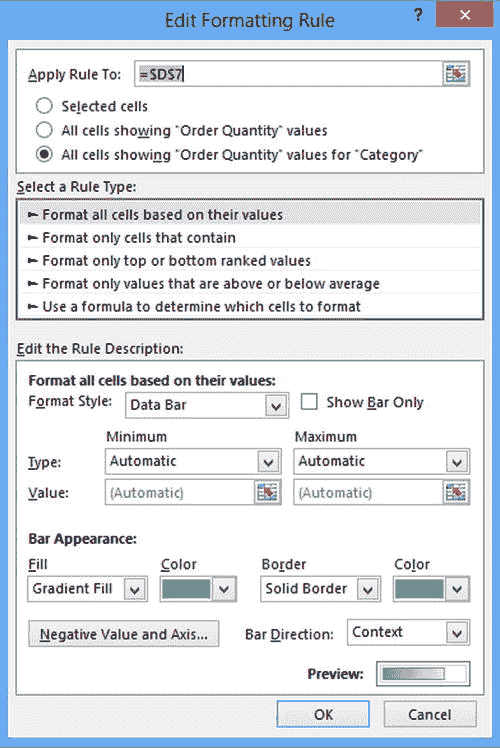 Edit Formatting Rule
?
Apply Rule To: =$D$7
Selected cells
All cells showing "Order Quantity" values
All cells showing "Order Quantity" values for "Category"
Select a Rule Type:
Format all cells based on their values
Format only cells that contain
Format only top or bottom ranked values
Format only values that are above or below average
Use a formula to determine which cells to format
Edit the Rule Description:
Format all cells based on their values:
Format Style: Data Bar Show Bar Only
Minimum Maximum
Type: Automatic Automatic
Value: (Automatic) (Automatic)
Bar Appearance:
Fill Color Border Color
Gradient Fill Solid Border
Negative Value and Axis... Bar Direction: Context
Preview:
OK Cancel